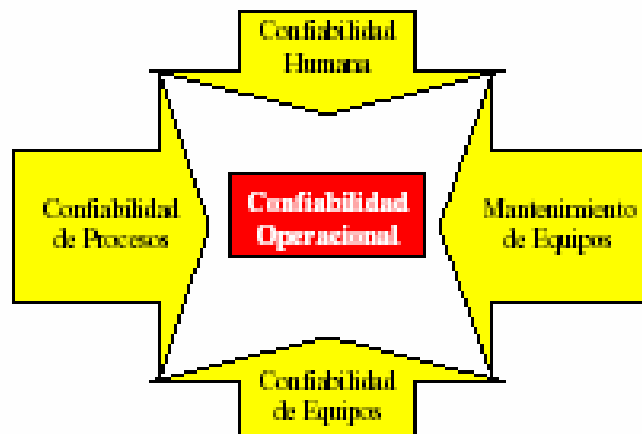 Confiabilidad
Humana
Confiabilidad
de Procesos
Confiabilidad
Operacional
Mantenimiento
de Equipos
Confiabilidad
de Equipos